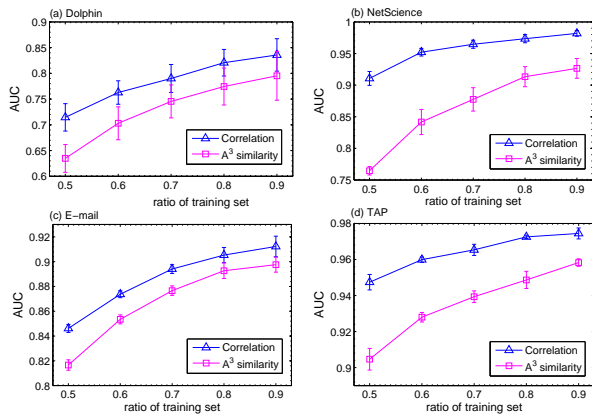 (a) Dolphin
0.9
0.85
0.8
0.75
0.7
0.65
0.6
AUC
0.5 0.6 0.7 0.8 0.9
ratio of training set
Correlation
A³ similarity
(b) NetScience
1
0.95
0.9
0.85
0.8
0.75
AUC
0.5 0.6 0.7 0.8 0.9
ratio of training set
Correlation
A³ similarity
(c) E-mail
0.92
0.9
0.88
0.86
0.84
0.82
0.8
AUC
0.5 0.6 0.7 0.8 0.9
ratio of training set
Correlation
A³ similarity
(d) TAP
0.98
0.96
0.94
0.92
0.9
AUC
0.5 0.6 0.7 0.8 0.9
ratio of training set
Correlation
A³ similarity